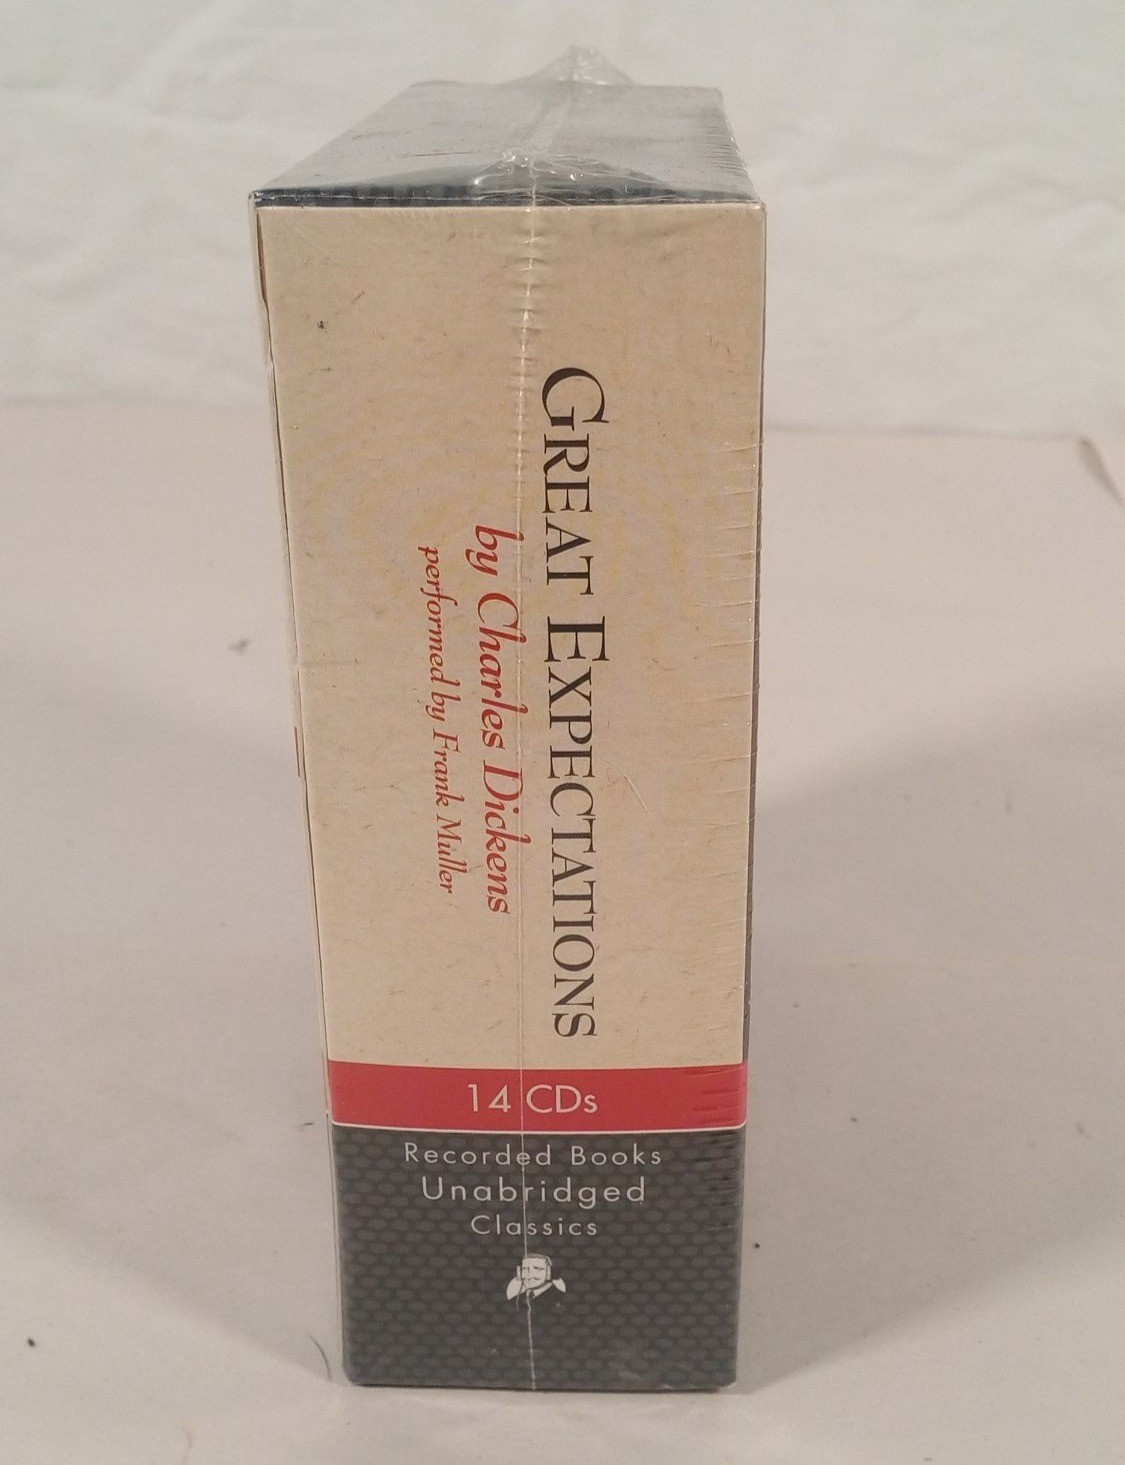 GREAT EXPECTATIONS
by Charles Dickens
performed by Frank Muller
14 CDs
Recorded Books
Unabridged
Classics